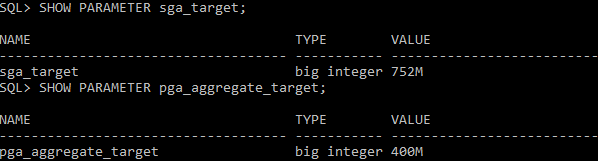 SQL> SHOW PARAMETER sga_target;
NAME                                 TYPE        VALUE
------------------------------------ ----------- ------------------------------
sga_target                           big integer 752M
SQL> SHOW PARAMETER pga_aggregate_target;
NAME                                 TYPE        VALUE
------------------------------------ ----------- ------------------------------
pga_aggregate_target                 big integer 400M